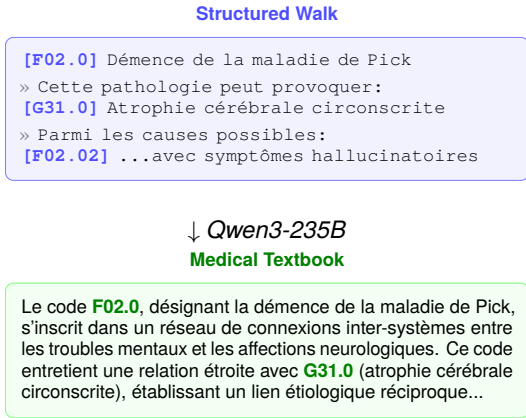 Structured Walk
[F02.0] Démence de la maladie de Pick
» Cette pathologie peut provoquer:
[G31.0] Atrophie cérébrale circonscrite
» Parmi les causes possibles:
[F02.02] ...avec symptômes hallucinatoires
↓ Qwen3-235B
Medical Textbook
Le code F02.0, désignant la démence de la maladie de Pick,
s'inscrit dans un réseau de connexions inter-systèmes entre
les troubles mentaux et les affections neurologiques. Ce code
entretient une relation étroite avec G31.0 (atrophie cérébrale
circonscrite), établissant un lien étiologique réciproque...